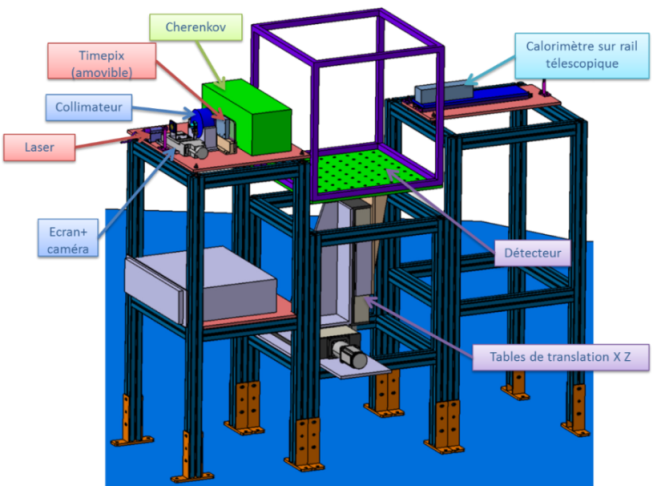 Cherenkov
Timepix
(amovible)
Calorimètre sur rail
télescopique
Collimateur
Laser
Ecran+
caméra
Détecteur
Tables de translation X Z